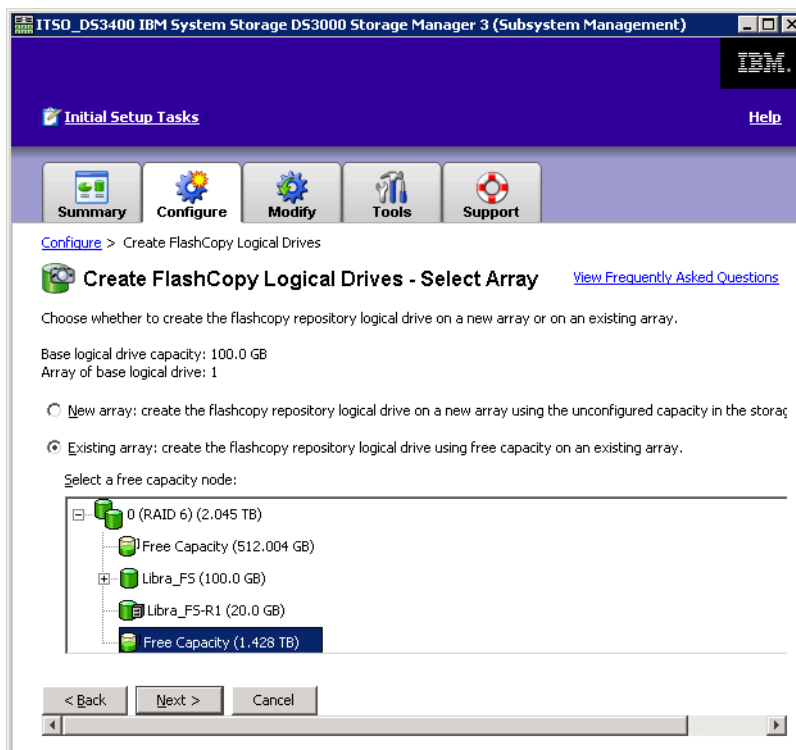 ITSO_DS3400 IBM System Storage DS3000 Storage Manager 3 (Subsystem Management)
IBM.
Initial Setup Tasks
Help
Summary
Configure
Modify
Tools
Support
Configure > Create FlashCopy Logical Drives
Create FlashCopy Logical Drives - Select Array
View Frequently Asked Questions
Choose whether to create the flashcopy repository logical drive on a new array or on an existing array.
Base logical drive capacity: 100.0 GB
Array of base logical drive: 1
New array: create the flashcopy repository logical drive on a new array using the unconfigured capacity in the storag
Existing array: create the flashcopy repository logical drive using free capacity on an existing array.
Select a free capacity node:
0 (RAID 6) (2.045 TB)
Free Capacity (512.004 GB)
Libra_FS (100.0 GB)
Libra_FS-R1 (20.0 GB)
Free Capacity (1.428 TB)
< Back
Next >
Cancel